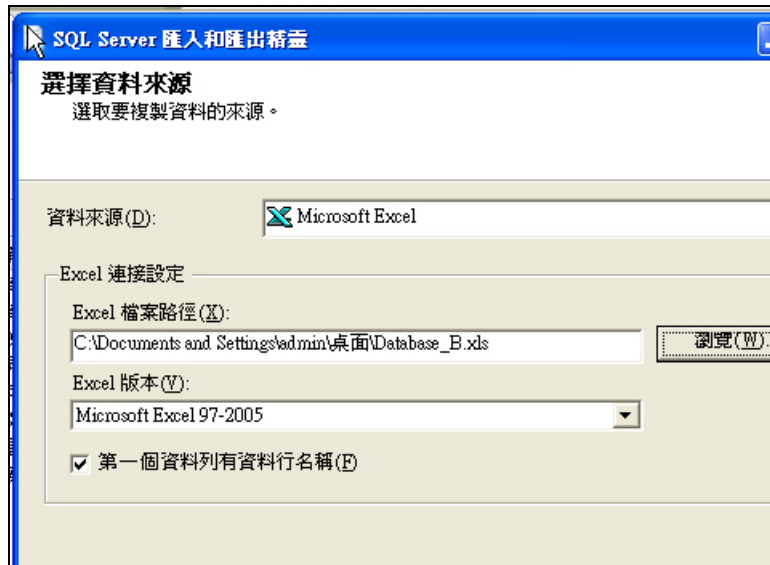 SQL Server 匯入和匯出精靈
選擇資料來源
選取要複製資料的來源。
資料來源(D):
Microsoft Excel
Excel 連接設定
Excel 檔案路徑(X):
C:\Documents and Settings\admin\桌面\Database_B.xls
瀏覽(W).
Excel 版本(V):
Microsoft Excel 97-2005
第一個資料列有資料行名稱(F)